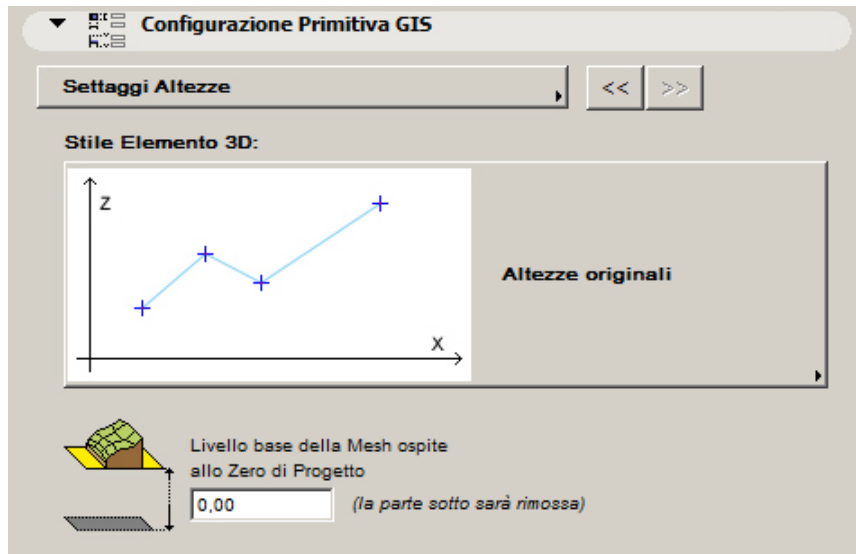 Configurazione Primitiva GIS
Settaggi Altezze
<< >>
Stile Elemento 3D:
Z
X
Altezze originali
Livello base della Mesh ospite
allo Zero di Progetto
0,00 (la parte sotto sarà rimossa)